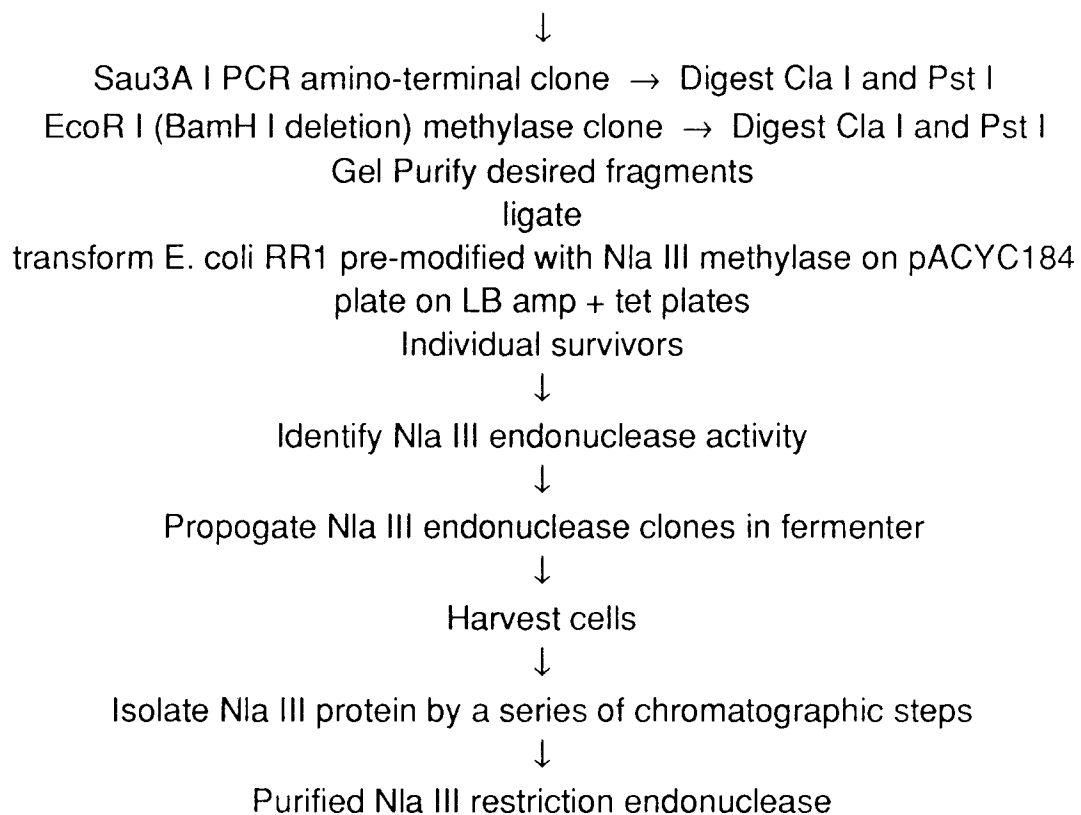 ↓
Sau3A I PCR amino-terminal clone → Digest Cla I and Pst I
EcoR I (BamH I deletion) methylase clone → Digest Cla I and Pst I
Gel Purify desired fragments
ligate
transform E. coli RR1 pre-modified with Nla III methylase on pACYC184
plate on LB amp + tet plates
Individual survivors
↓
Identify Nla III endonuclease activity
↓
Propogate Nla III endonuclease clones in fermenter
↓
Harvest cells
↓
Isolate Nla III protein by a series of chromatographic steps
↓
Purified Nla III restriction endonuclease